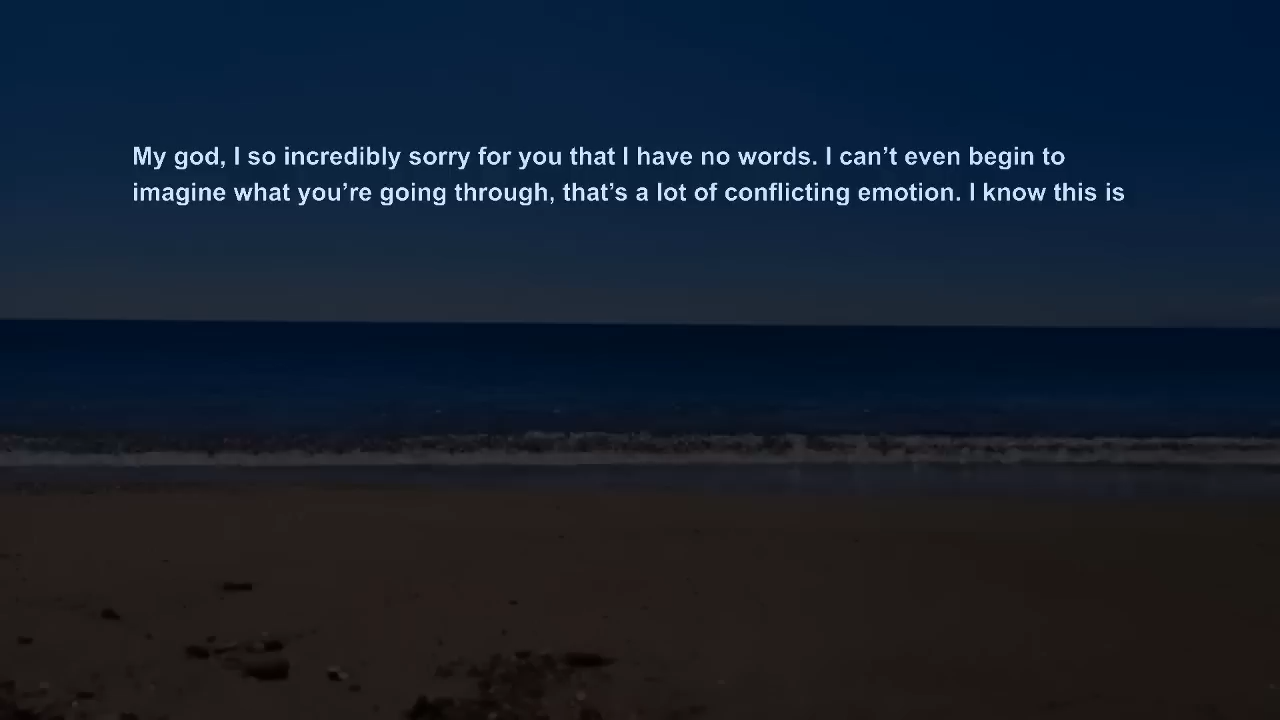 My god, I so incredibly sorry for you that I have no words. I can’t even begin to
imagine what you’re going through, that’s a lot of conflicting emotion. I know this is